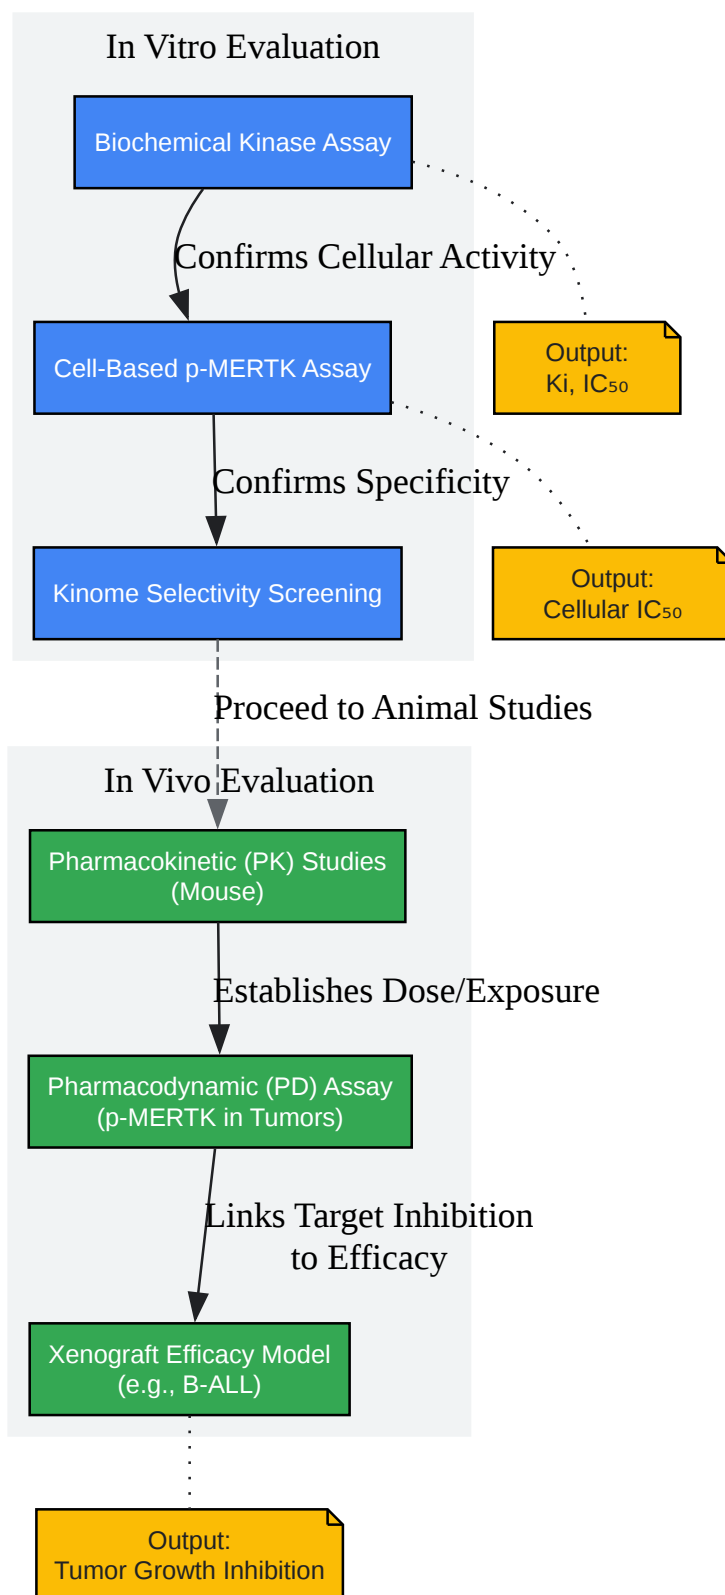 In Vitro Evaluation
Biochemical Kinase Assay
Confirms Cellular Activity
Cell-Based p-MERTK Assay
Output:
Ki, IC₅₀
Confirms Specificity
Kinome Selectivity Screening
Output:
Cellular IC₅₀
Proceed to Animal Studies
In Vivo Evaluation
Pharmacokinetic (PK) Studies
(Mouse)
Establishes Dose/Exposure
Pharmacodynamic (PD) Assay
(p-MERTK in Tumors)
Links Target Inhibition
to Efficacy
Xenograft Efficacy Model
(e.g., B-ALL)
Output:
Tumor Growth Inhibition